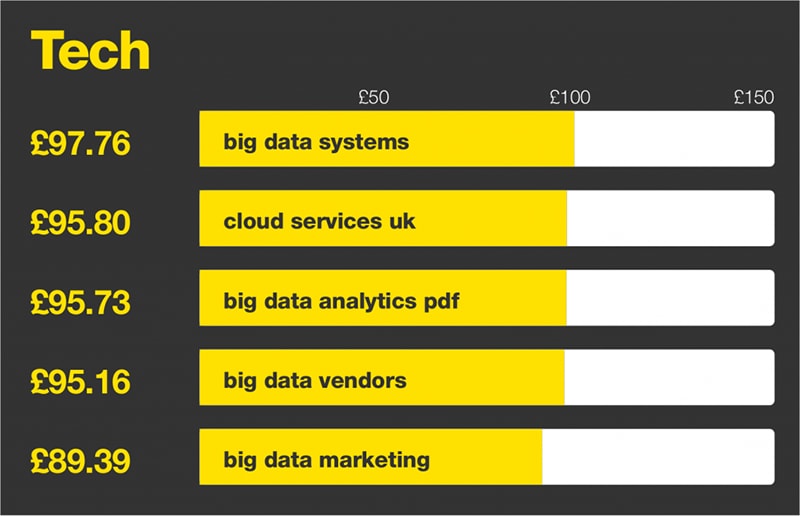 Tech
£50 £100 £150
£97.76 big data systems
£95.80 cloud services uk
£95.73 big data analytics pdf
£95.16 big data vendors
£89.39 big data marketing